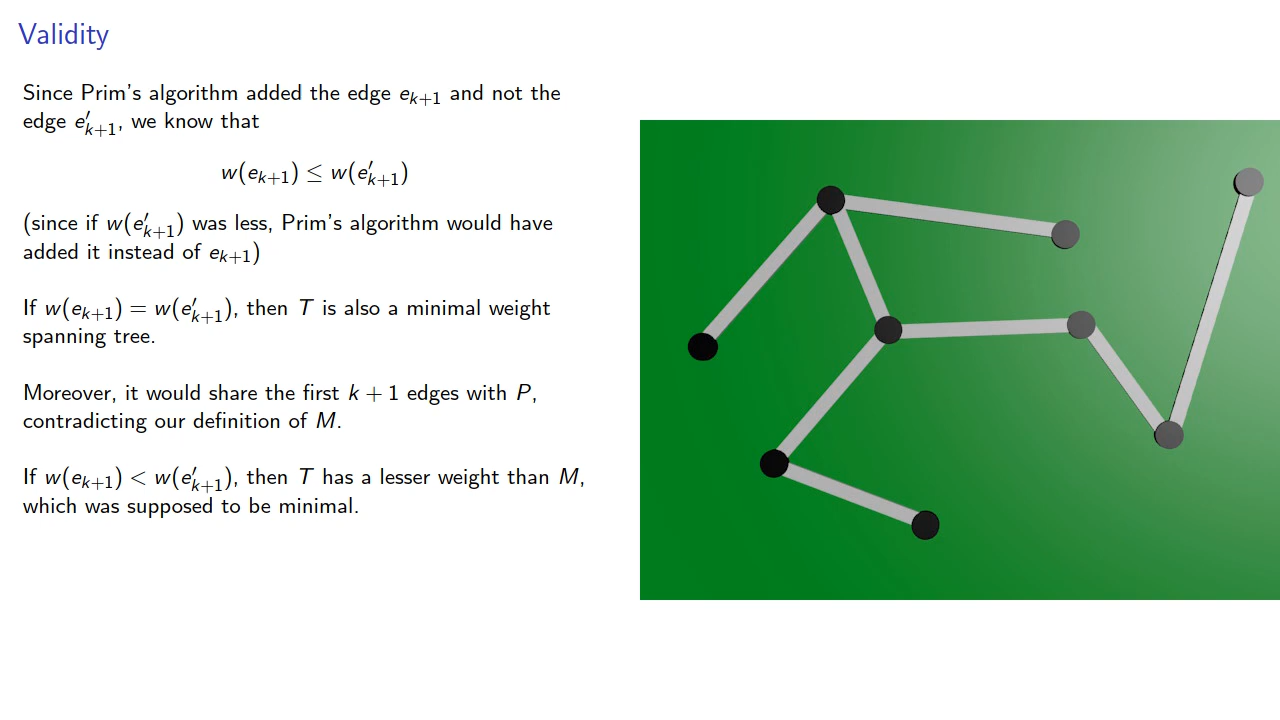 Validity
Since Prim's algorithm added the edge e_{k+1} and not the
edge e′_{k+1}, we know that
w(e_{k+1}) ≤ w(e′_{k+1})
(since if w(e′_{k+1}) was less, Prim's algorithm would have
added it instead of e_{k+1})
If w(e_{k+1}) = w(e′_{k+1}), then T is also a minimal weight
spanning tree.
Moreover, it would share the first k + 1 edges with P,
contradicting our definition of M.
If w(e_{k+1}) < w(e′_{k+1}), then T has a lesser weight than M,
which was supposed to be minimal.